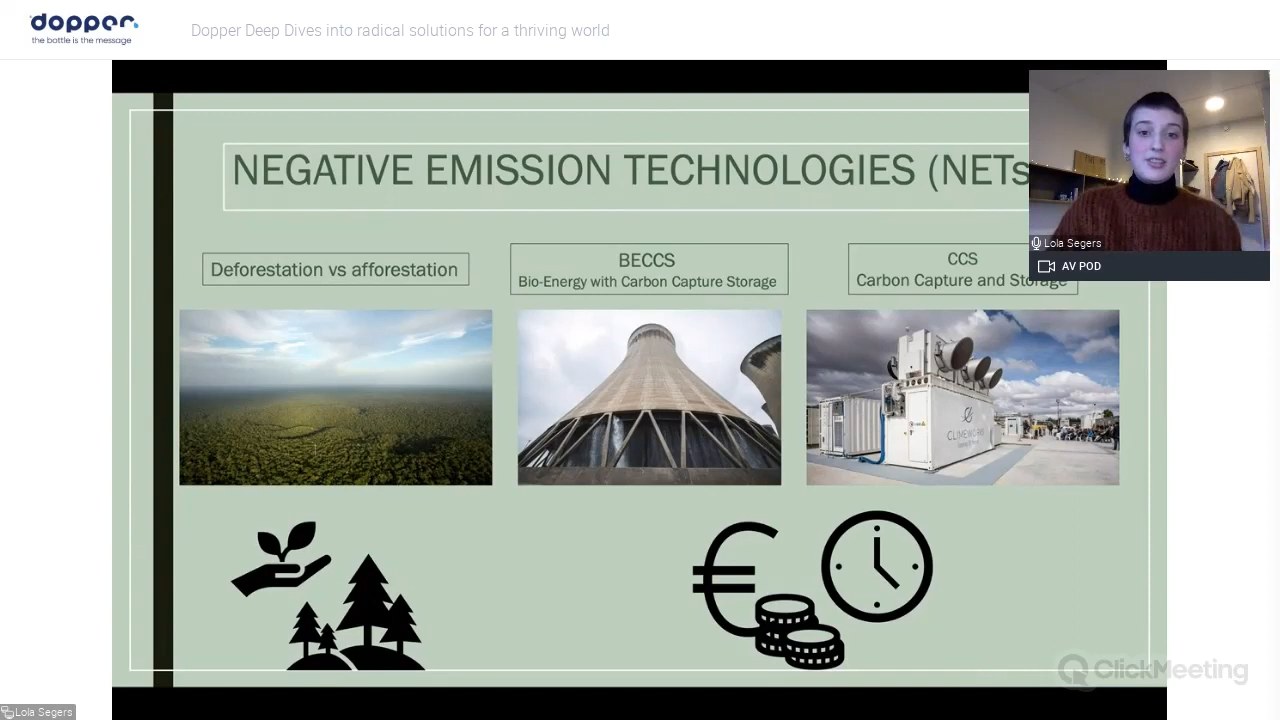 dopper
the bottle is the message
Dopper Deep Dives into radical solutions for a thriving world
NEGATIVE EMISSION TECHNOLOGIES (NETs
Lola Segers
AV POD
Deforestation vs afforestation
BECCS
Bio-Energy with Carbon Capture Storage
CCS
Carbon Capture and Storage
CLIMEWORKS
ClickMeeting
Lola Segers